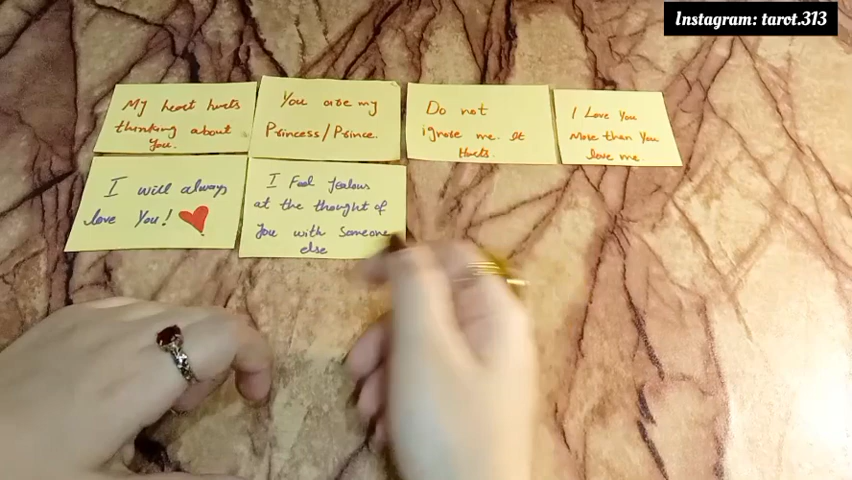 Instagram: tarot.313
My heart hurts
thinking about
you.
You are my
Princess/Prince.
Do not
ignore me. It
Hurts.
I Love You
More than You
love me.
I will always
love You!
I Feel Jealous
at the thought of
You with Someone
else